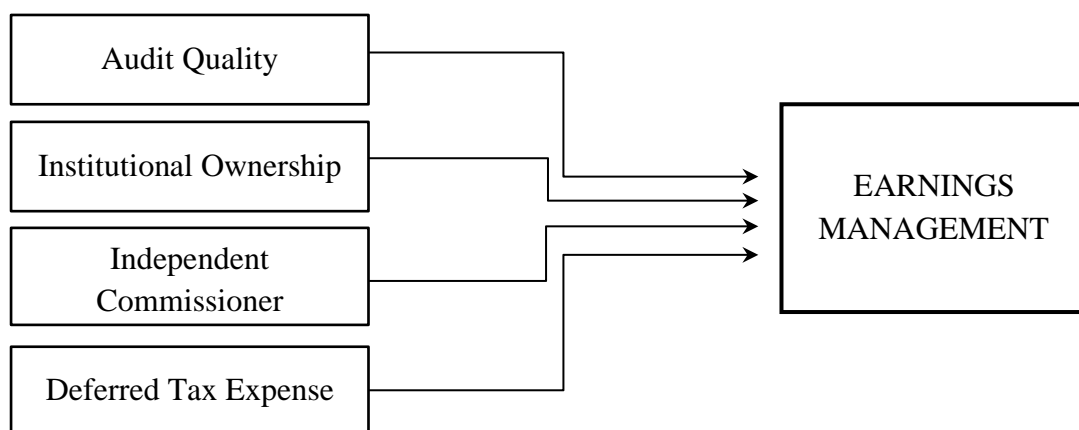 Audit Quality
Institutional Ownership
Independent
Commissioner
Deferred Tax Expense
EARNINGS
MANAGEMENT